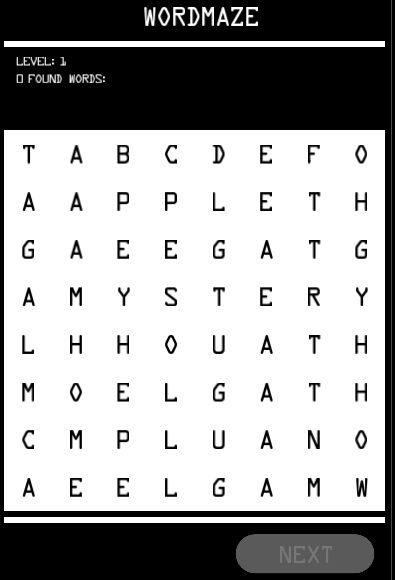 WORDMAZE
LEVEL: 1
0 FOUND WORDS:
T A B C D E F O
A A P P L E T H
G A E E G A T G
A M Y S T E R Y
L H H O U A T H
M O E L G A T H
C M P L U A N O
A E E L G A M W
NEXT